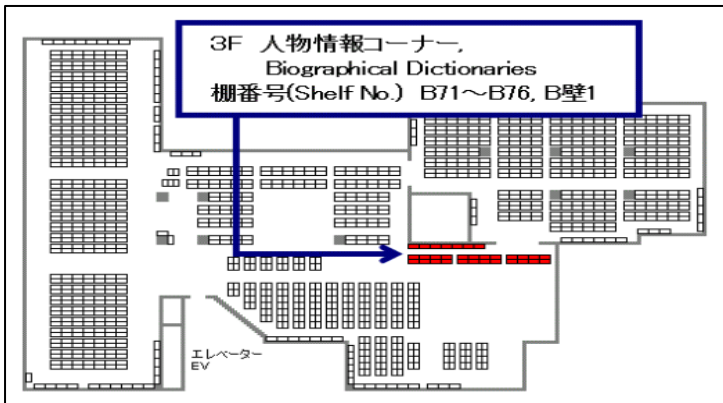 3F 人物情報コーナー,
Biographical Dictionaries
棚番号(Shelf No.) B71～B76, B壁1
エレベーター
EV